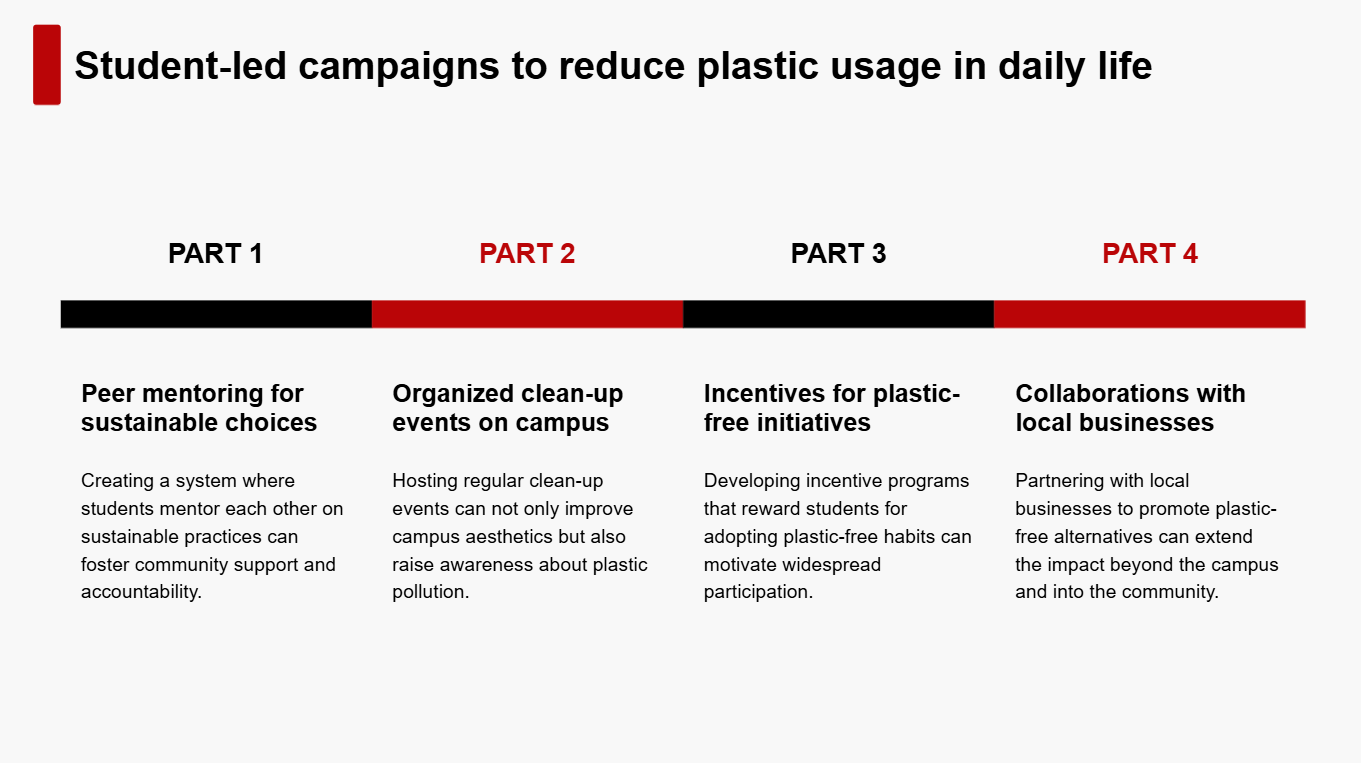 Student-led campaigns to reduce plastic usage in daily life
PART 1
PART 2
PART 3
PART 4
Peer mentoring for
sustainable choices
Creating a system where
students mentor each other on
sustainable practices can
foster community support and
accountability.
Organized clean-up
events on campus
Hosting regular clean-up
events can not only improve
campus aesthetics but also
raise awareness about plastic
pollution.
Incentives for plastic-
free initiatives
Developing incentive programs
that reward students for
adopting plastic-free habits can
motivate widespread
participation.
Collaborations with
local businesses
Partnering with local
businesses to promote plastic-
free alternatives can extend
the impact beyond the campus
and into the community.